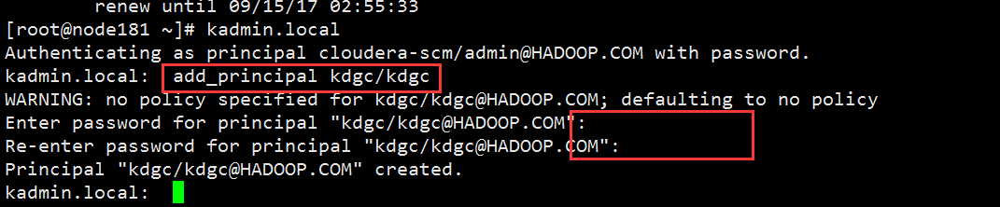 renew until 09/15/17 02:55:33
[root@node181 ~]# kadmin.local
Authenticating as principal cloudera-scm/admin@HADOOP.COM with password.
kadmin.local:  add_principal kdgc/kdgc
WARNING: no policy specified for kdgc/kdgc@HADOOP.COM; defaulting to no policy
Enter password for principal "kdgc/kdgc@HADOOP.COM":
Re-enter password for principal "kdgc/kdgc@HADOOP.COM":
Principal "kdgc/kdgc@HADOOP.COM" created.
kadmin.local: